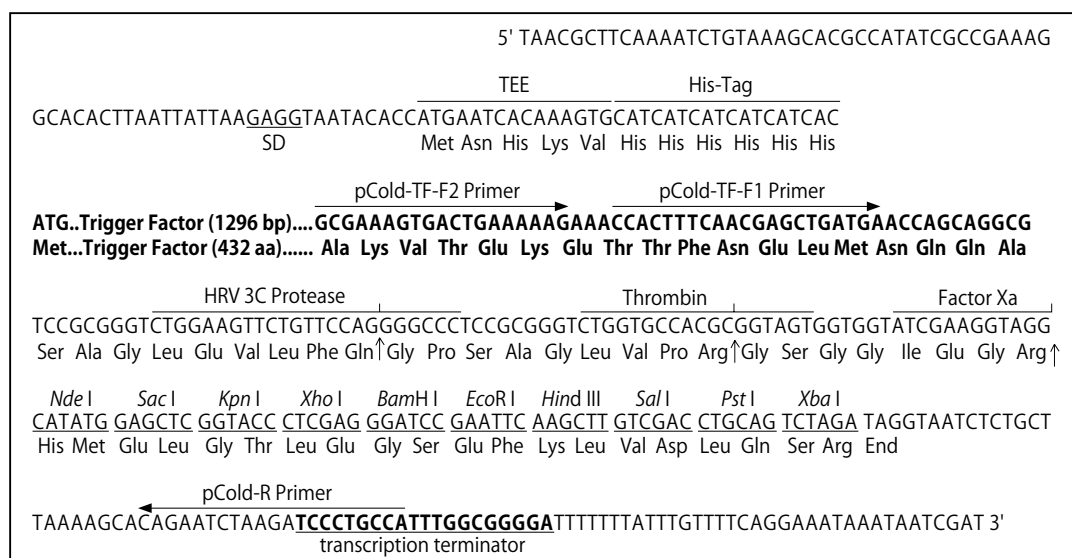 5' TAACGCTTCAAAATCTGTAAAGCACGCCATATCGCCGAAAG
TEE His-Tag
GCACACTTAATTATTAAGAGGTAATACACCATGAATCACAAAGTGCATCATCATCATCATCAC
SD Met Asn His Lys Val His His His His His His
pCold-TF-F2 Primer pCold-TF-F1 Primer
ATG..Trigger Factor (1296 bp)....GCGAAAGTGACTGAAAAAGAAACCACTTTCAACGAGCTGATGAACCAGCAGGCG
Met...Trigger Factor (432 aa)...... Ala Lys Val Thr Glu Lys Glu Thr Thr Phe Asn Glu Leu Met Asn Gln Gln Ala
HRV 3C Protease Thrombin Factor Xa
TCCGCGGGTCTGGAAGTTCTGTTCCAGGGGCCCTCCGCGGGTCTGGTGCCACGCGGTAGTGGTGGTATCGAAGGTAGG
Ser Ala Gly Leu Glu Val Leu Phe Gln Gly Pro Ser Ala Gly Leu Val Pro Arg Gly Ser Gly Gly Ile Glu Gly Arg
Nde I Sac I Kpn I Xho I BamH I EcoR I Hind III Sal I Pst I Xba I
CATATG GAGCTC GGTACC CTCGAG GGATCC GAATTC AAGCTT GTCGAC CTGCAG TCTAGA TAGGTAATCTCTGCT
His Met Glu Leu Gly Thr Leu Glu Gly Ser Glu Phe Lys Leu Val Asp Leu Gln Ser Arg End
pCold-R Primer
TAAAAGCACAGAATCTAAGATCCCTGCCATTTGGCGGGGATTTTTTTATTTGTTTTCAGGAAATAAATAATCGAT 3'
transcription terminator